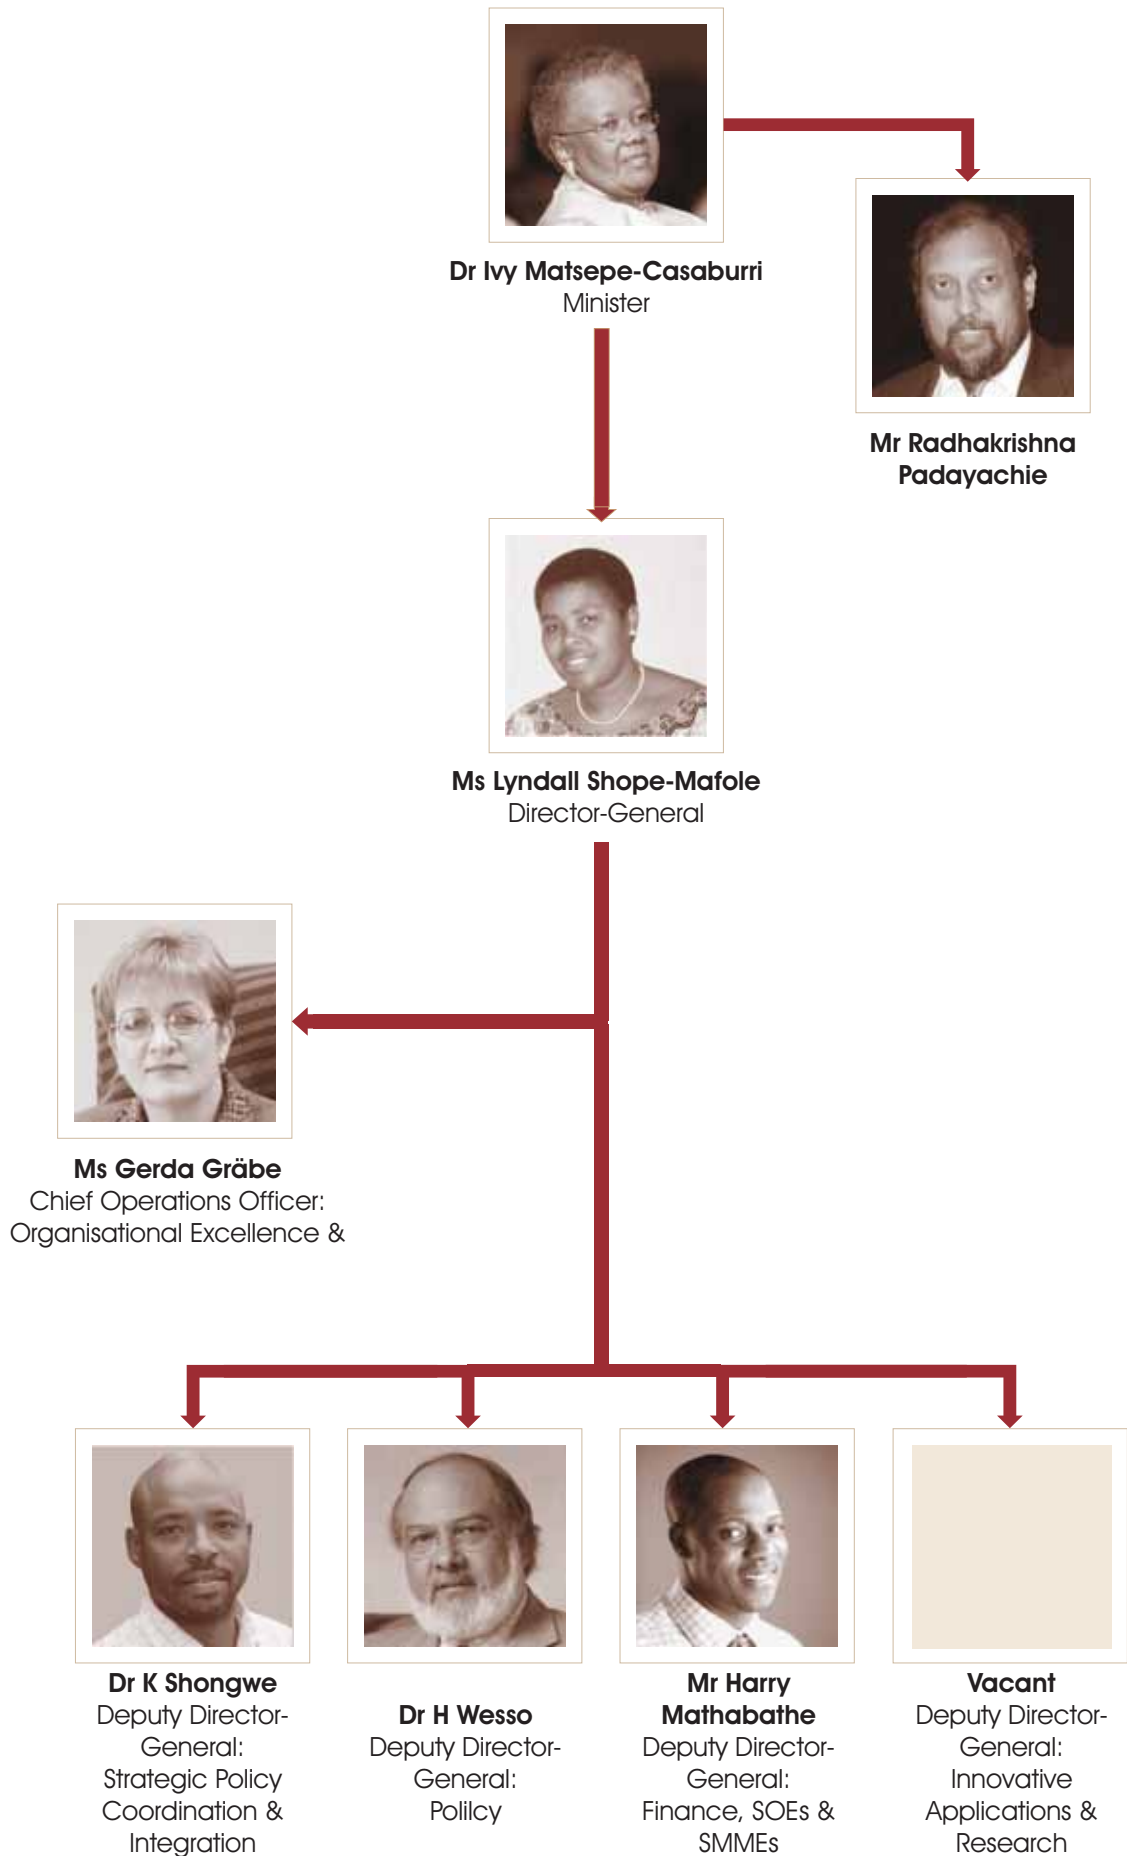 Dr Ivy Matsepe-Casaburri
Minister
Mr Radhakrishna
Padayachie
Ms Lyndall Shope-Mafole
Director-General
Ms Gerda Gräbe
Chief Operations Officer:
Organisational Excellence &
Dr K Shongwe
Deputy Director-
General:
Strategic Policy
Coordination &
Integration
Dr H Wesso
Deputy Director-
General:
Polilcy
Mr Harry
Mathabathe
Deputy Director-
General:
Finance, SOEs &
SMMEs
Vacant
Deputy Director-
General:
Innovative
Applications &
Research